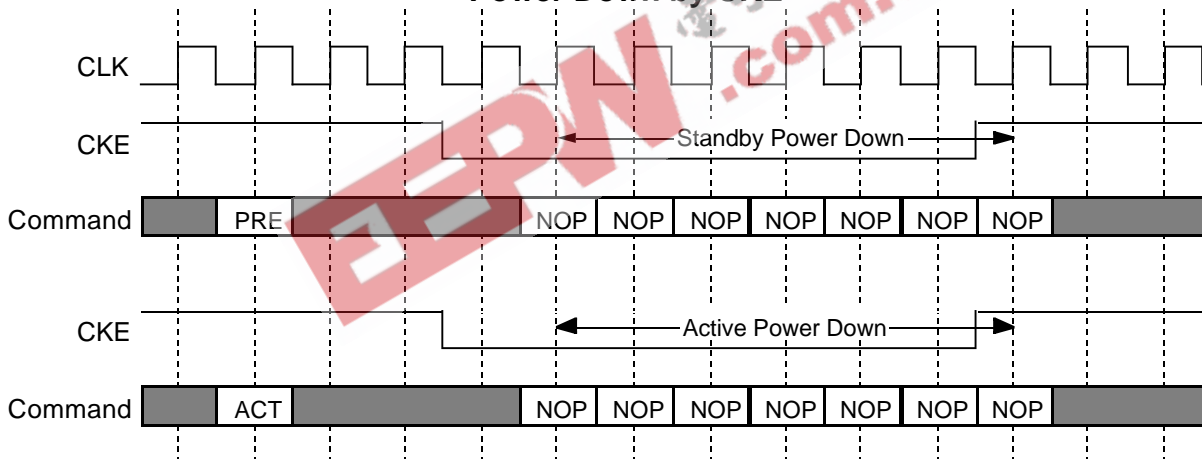 Power Down by CKE
CLK
CKE
Standby Power Down
Command PRE NOP NOP NOP NOP NOP NOP NOP
CKE
Active Power Down
Command ACT NOP NOP NOP NOP NOP NOP NOP
EEPW
.com.